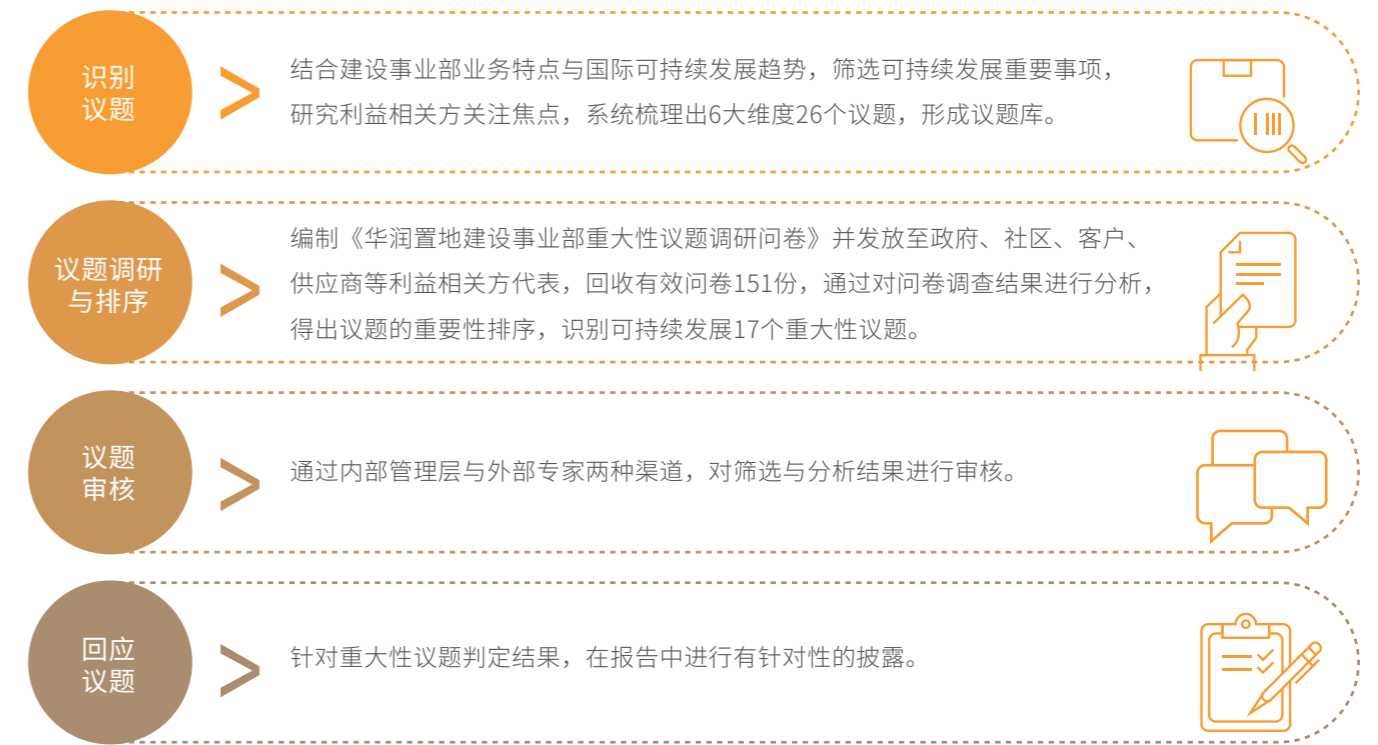 识别
议题
>
结合建设事业部业务特点与国际可持续发展趋势，筛选可持续发展重要事项，
研究利益相关方关注焦点，系统梳理出6大维度26个议题，形成议题库。
议题调研
与排序
>
编制《华润置地建设事业部重大性议题调研问卷》并发放至政府、社区、客户、
供应商等利益相关方代表，回收有效问卷151份，通过对问卷调查结果进行分析，
得出议题的重要性排序，识别可持续发展17个重大性议题。
议题
审核
>
通过内部管理层与外部专家两种渠道，对筛选与分析结果进行审核。
回应
议题
>
针对重大性议题判定结果，在报告中进行有针对性的披露。